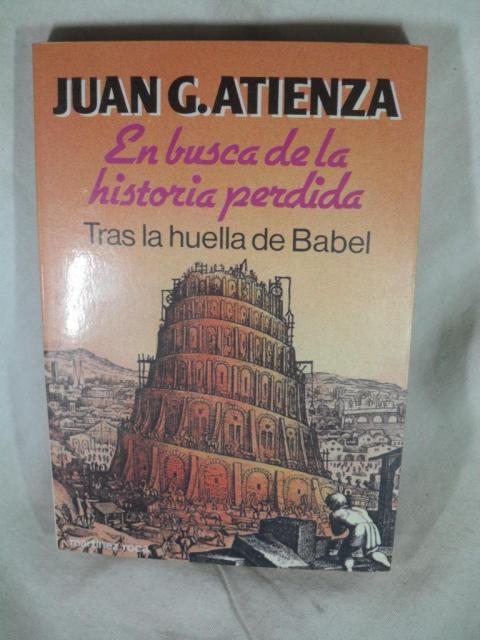 JUAN G. ATIENZA
En busca de la
historia perdida
Tras la huella de Babel
martínez roca